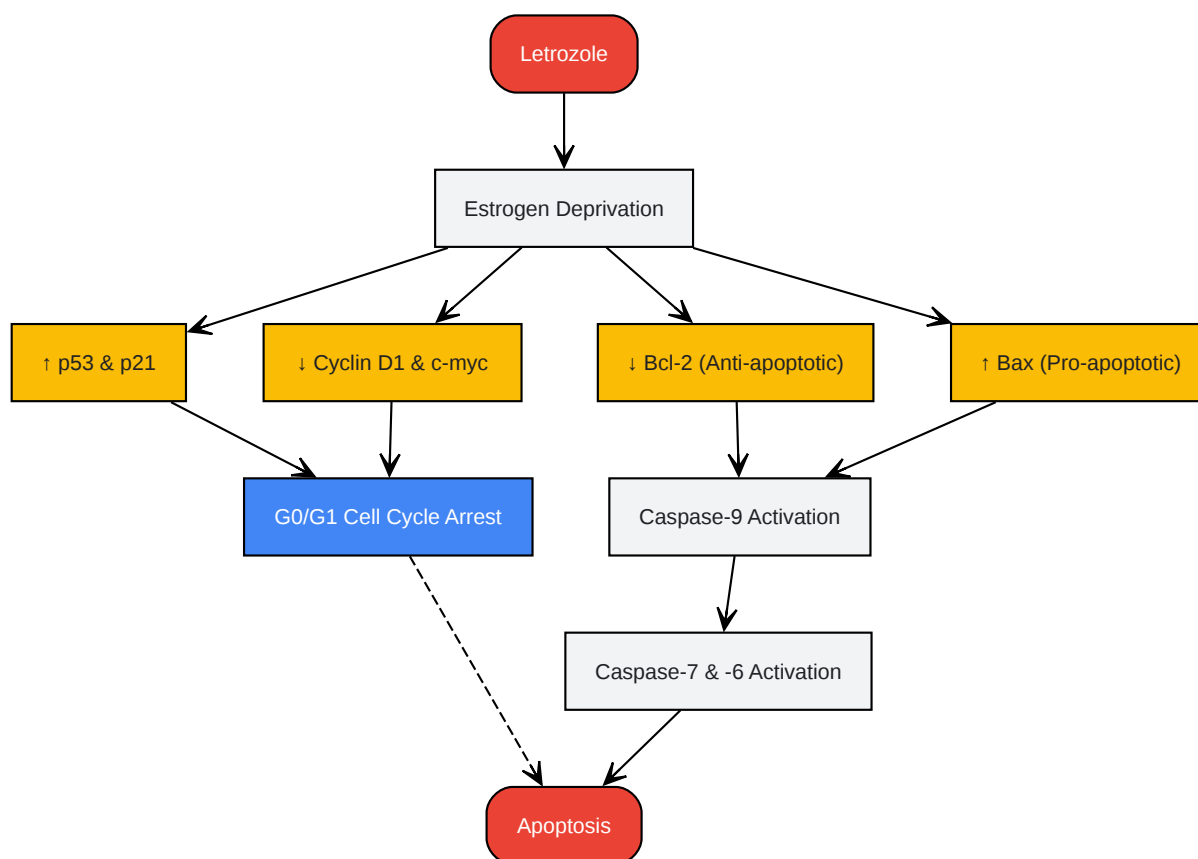 Letrozole
Estrogen Deprivation
↑ p53 & p21
↓ Cyclin D1 & c-myc
↓ Bcl-2 (Anti-apoptotic)
↑ Bax (Pro-apoptotic)
G0/G1 Cell Cycle Arrest
Caspase-9 Activation
Caspase-7 & -6 Activation
Apoptosis